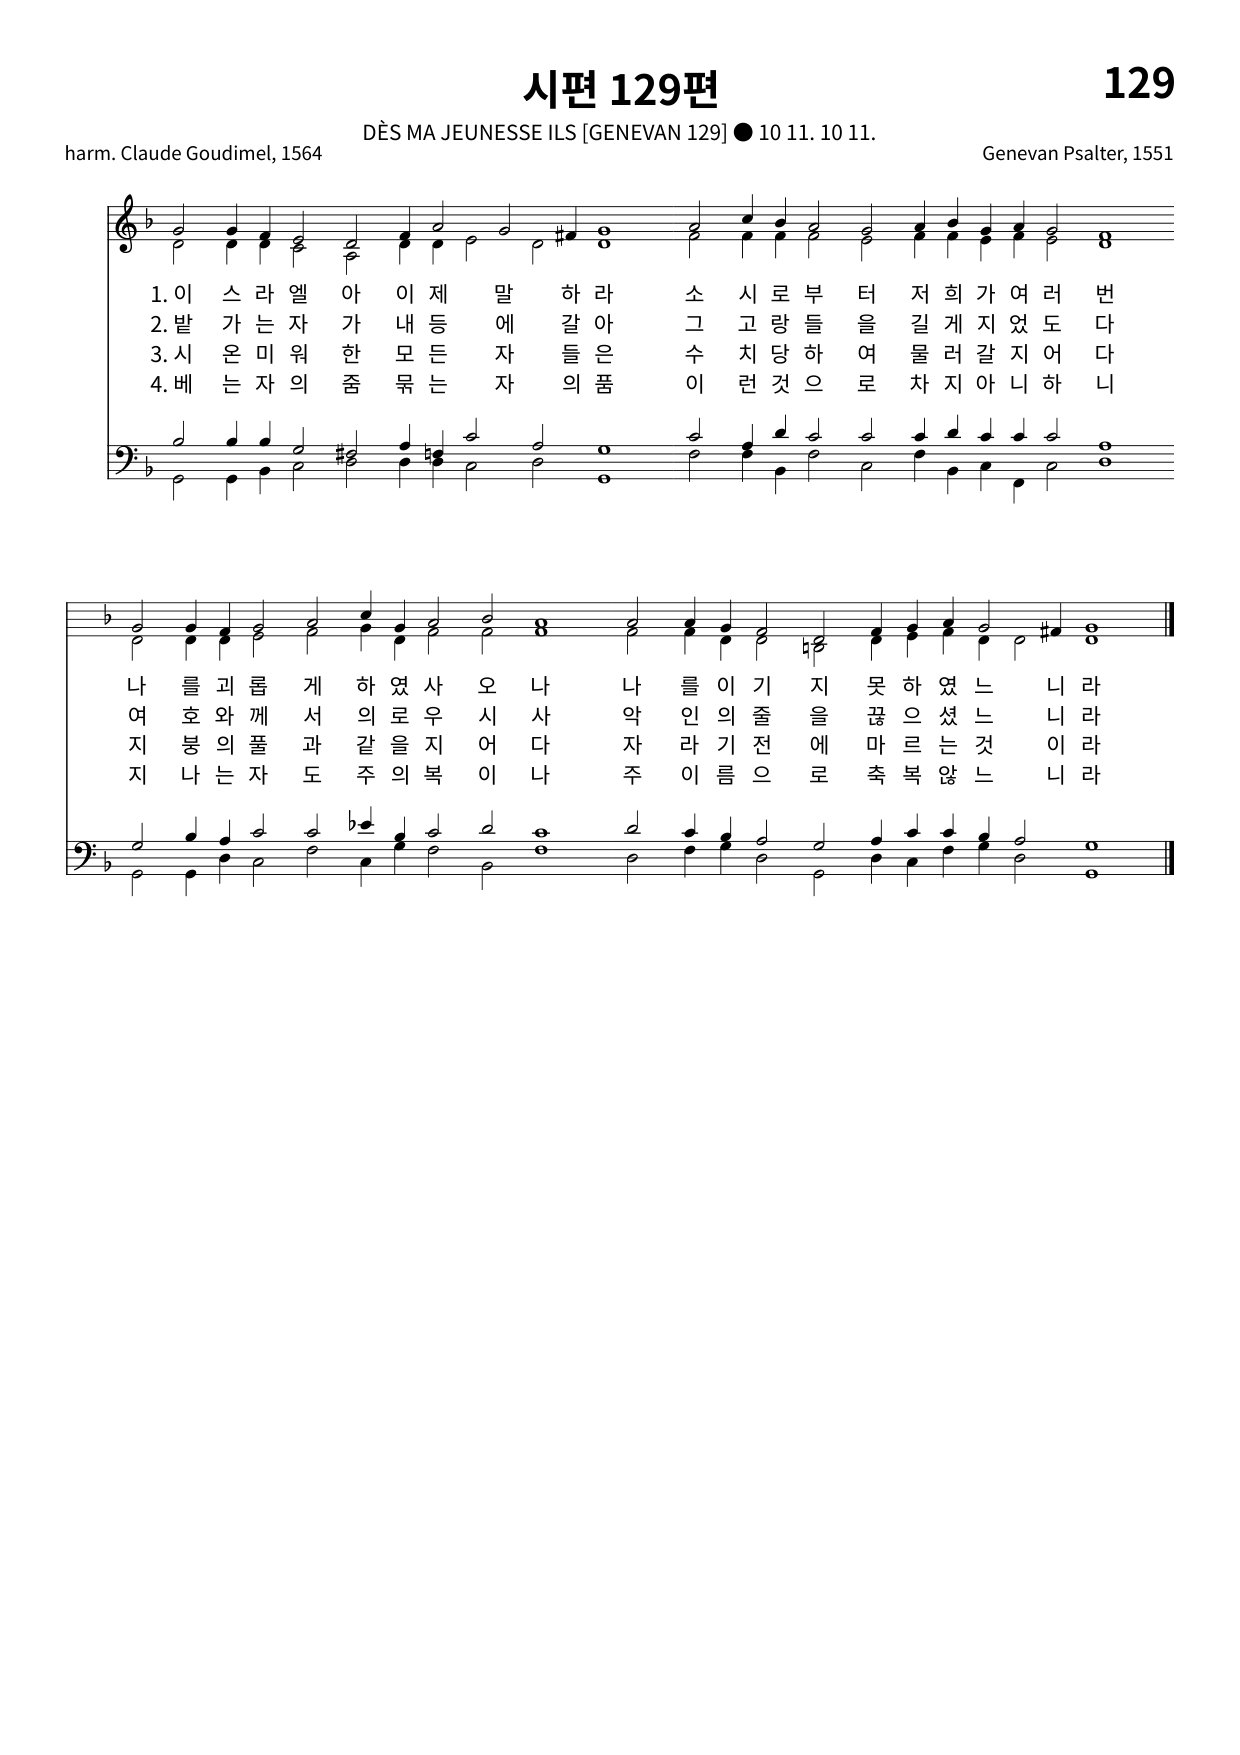 시편 129편
129
DÈS MA JEUNESSE ILS [GENEVAN 129] ● 10 11. 10 11.
harm. Claude Goudimel, 1564
Genevan Psalter, 1551
1. 이 스 라 엘 아 이 제 말 하 라 소 시 로 부 터 저 희 가 여 러 번
2. 밭 가 는 자 가 내 등 에 갈 아 그 고 랑 들 을 길 게 지 었 도 다
3. 시 온 미 워 한 모 든 자 들 은 수 치 당 하 여 물 러 갈 지 어 다
4. 베 는 자 의 줌 묶 는 자 의 품 이 런 것 으 로 차 지 아 니 하 니
나 를 괴 롭 게 하 였 사 오 나 나 를 이 기 지 못 하 였 느 니 라
여 호 와 께 서 의 로 우 시 사 악 인 의 줄 을 끊 으 셨 느 니 라
지 붕 의 풀 과 같 을 지 어 다 자 라 기 전 에 마 르 는 것 이 라
지 나 는 자 도 주 의 복 이 나 주 이 름 으 로 축 복 않 느 니 라